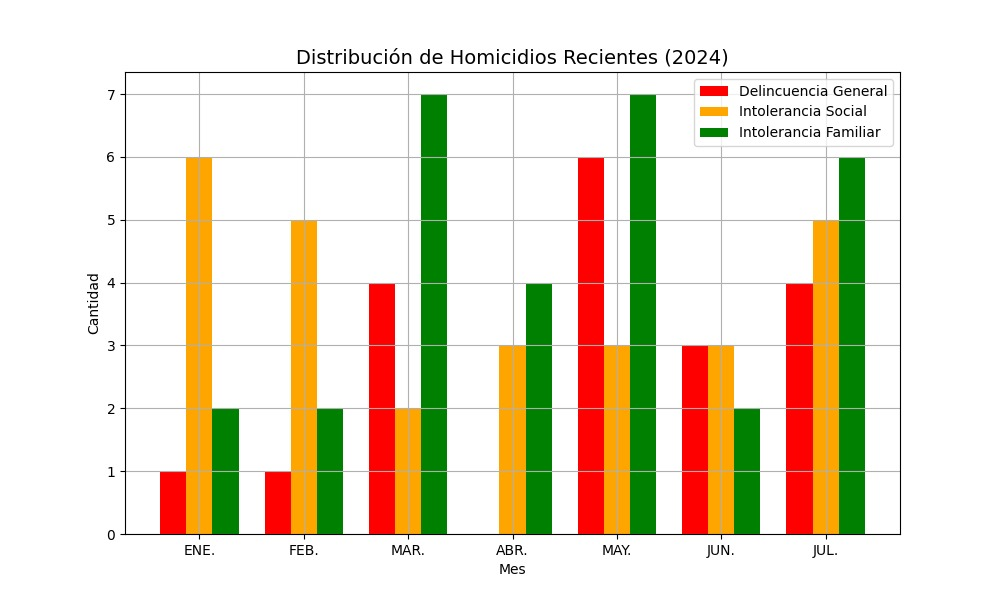 Distribución de Homicidios Recientes (2024)
Delincuencia General
Intolerancia Social
Intolerancia Familiar
Cantidad
7
6
5
4
3
2
1
0
ENE. FEB. MAR. ABR. MAY. JUN. JUL.
Mes